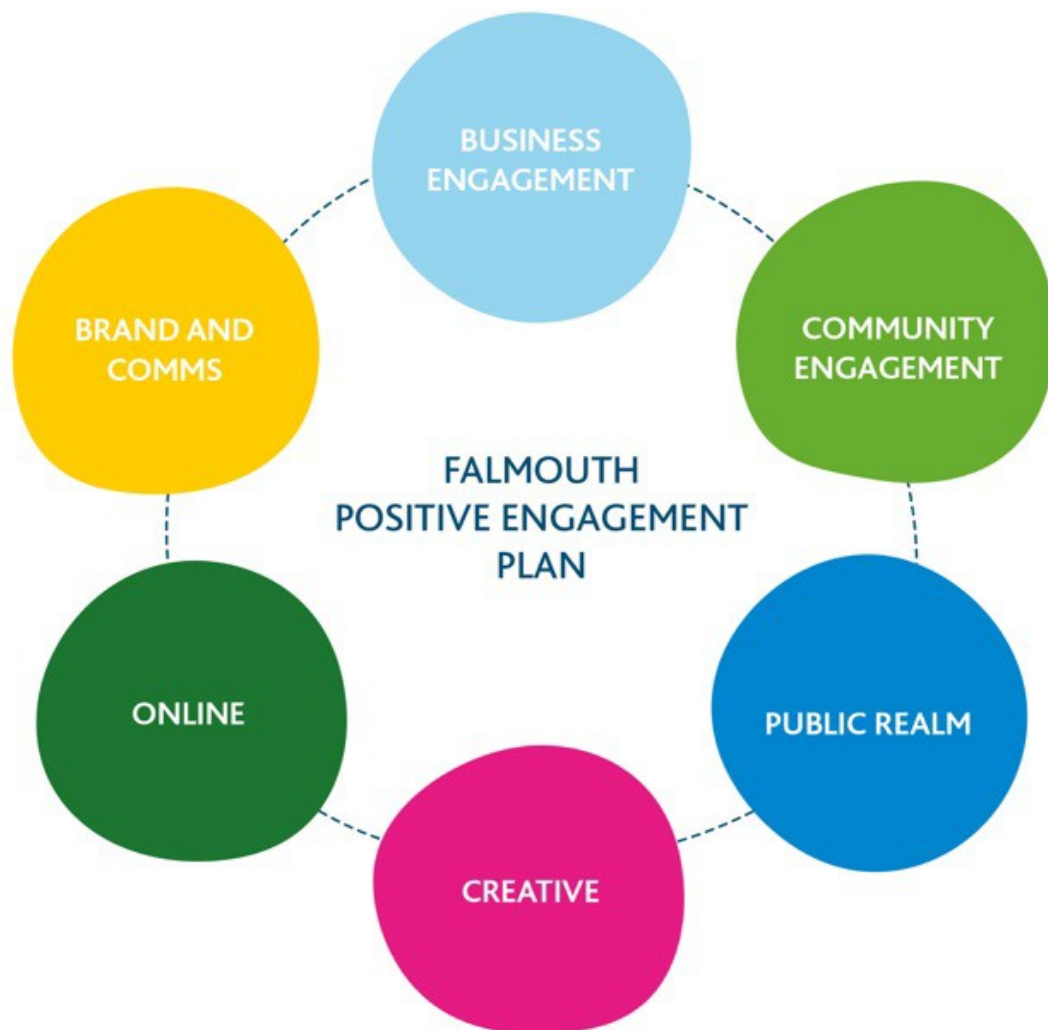 BUSINESS
ENGAGEMENT
BRAND AND
COMMS
COMMUNITY
ENGAGEMENT
FALMOUTH
POSITIVE ENGAGEMENT
PLAN
ONLINE
PUBLIC REALM
CREATIVE